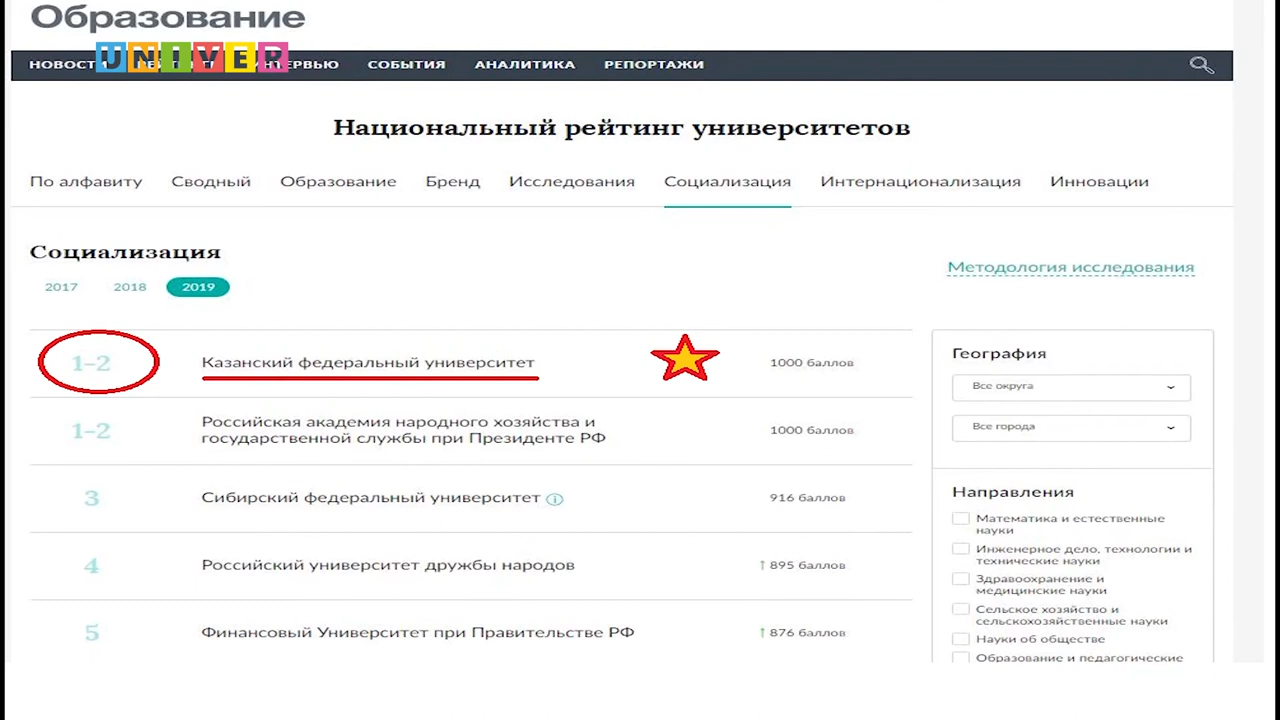 Образование
UNIVER
НОВОСТИ ИНТЕРВЬЮ СОБЫТИЯ АНАЛИТИКА РЕПОРТАЖИ
Национальный рейтинг университетов
По алфавиту Сводный Образование Бренд Исследования Социализация Интернационализация Инновации
Социализация
2017 2018 2019
Методология исследования
1–2 Казанский федеральный университет 1000 баллов
1–2 Российская академия народного хозяйства и
государственной службы при Президенте РФ 1000 баллов
3 Сибирский федеральный университет 916 баллов
4 Российский университет дружбы народов ↑ 895 баллов
5 Финансовый Университет при Правительстве РФ ↑ 876 баллов
География
Все округа
Все города
Направления
Математика и естественные
науки
Инженерное дело, технологии и
технические науки
Здравоохранение и
медицинские науки
Сельское хозяйство и
сельскохозяйственные науки
Науки об обществе
Образование и педагогические